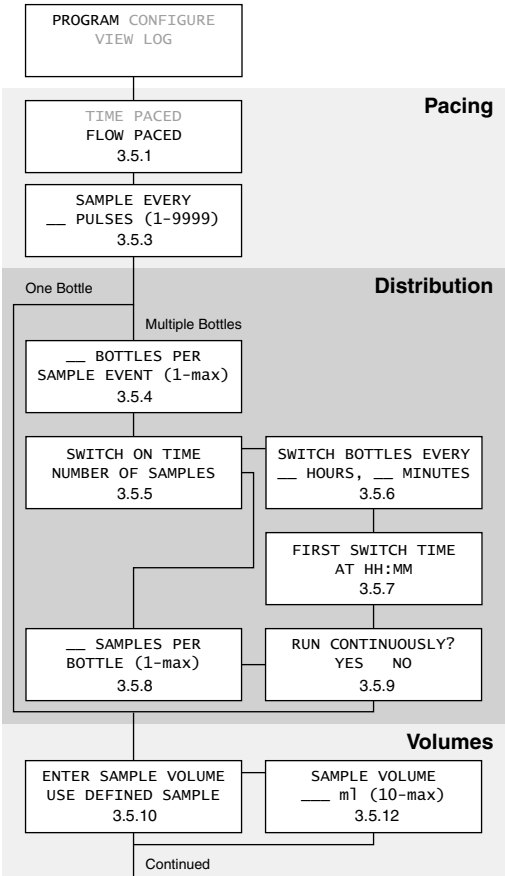 PROGRAM CONFIGURE
VIEW LOG
Pacing
TIME PACED
FLOW PACED
3.5.1
SAMPLE EVERY
__ PULSES (1-9999)
3.5.3
Distribution
One Bottle
Multiple Bottles
__ BOTTLES PER
SAMPLE EVENT (1-max)
3.5.4
SWITCH ON TIME
NUMBER OF SAMPLES
3.5.5
SWITCH BOTTLES EVERY
__ HOURS, __ MINUTES
3.5.6
FIRST SWITCH TIME
AT HH:MM
3.5.7
__ SAMPLES PER
BOTTLE (1-max)
3.5.8
RUN CONTINUOUSLY?
YES NO
3.5.9
Volumes
ENTER SAMPLE VOLUME
USE DEFINED SAMPLE
3.5.10
SAMPLE VOLUME
___ ml (10-max)
3.5.12
Continued